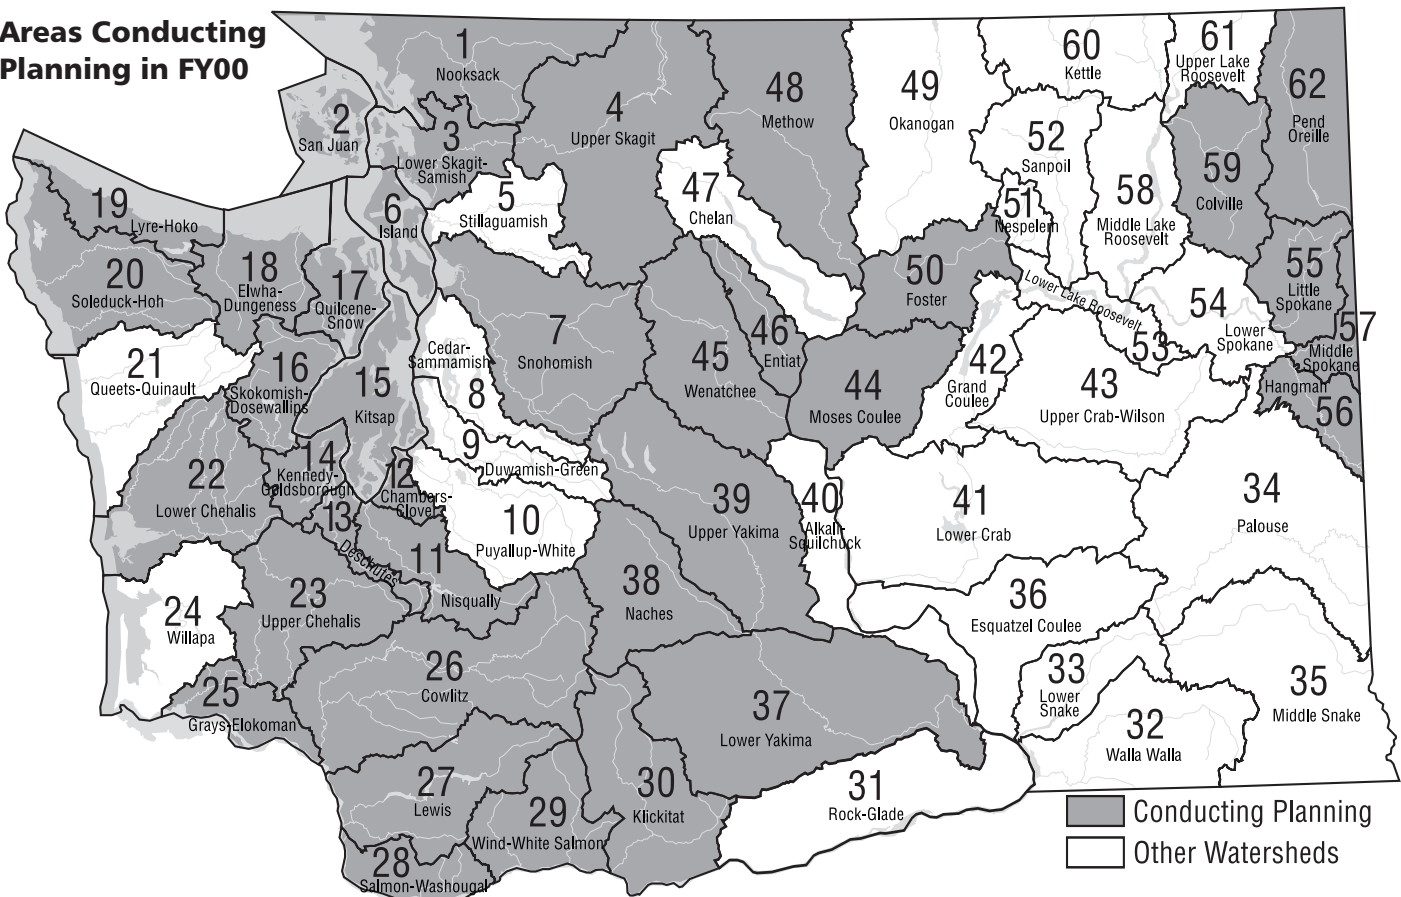 Areas Conducting
Planning in FY00
1
Nooksack
2
San Juan
3
Lower Skagit-
Samish
4
Upper Skagit
5
Stillaguamish
6
Island
7
Snohomish
Cedar-
Sammamish
8
9
Duwamish-Green
10
Puyallup-White
11
Nisqually
12
Chambers-
Clover
13
Deschutes
14
Kennedy-
Goldsborough
15
Kitsap
16
Skokomish-
Dosewallips
17
Quilcene-
Snow
18
Elwha-
Dungeness
19
Lyre-Hoko
20
Soleduck-Hoh
21
Queets-Quinault
22
Lower Chehalis
23
Upper Chehalis
24
Willapa
25
Grays-Elokoman
26
Cowlitz
27
Lewis
28
Salmon-Washougal
29
Wind-White Salmon
30
Klickitat
31
Rock-Glade
32
Walla Walla
33
Lower
Snake
34
Palouse
35
Middle Snake
36
Esquatzel Coulee
37
Lower Yakima
38
Naches
39
Upper Yakima
40
Alkali-
Squilchuck
41
Lower Crab
42
Grand
Coulee
43
Upper Crab-Wilson
44
Moses Coulee
45
Wenatchee
46
Entiat
47
Chelan
48
Methow
49
Okanogan
50
Foster
51
Nespelem
52
Sanpoil
Lower Lake Roosevelt
53
54
Lower
Spokane
55
Little
Spokane
Hangman
56
57
Middle
Spokane
58
Middle Lake
Roosevelt
59
Colville
60
Kettle
61
Upper Lake
Roosevelt
62
Pend
Oreille
Conducting Planning
Other Watersheds